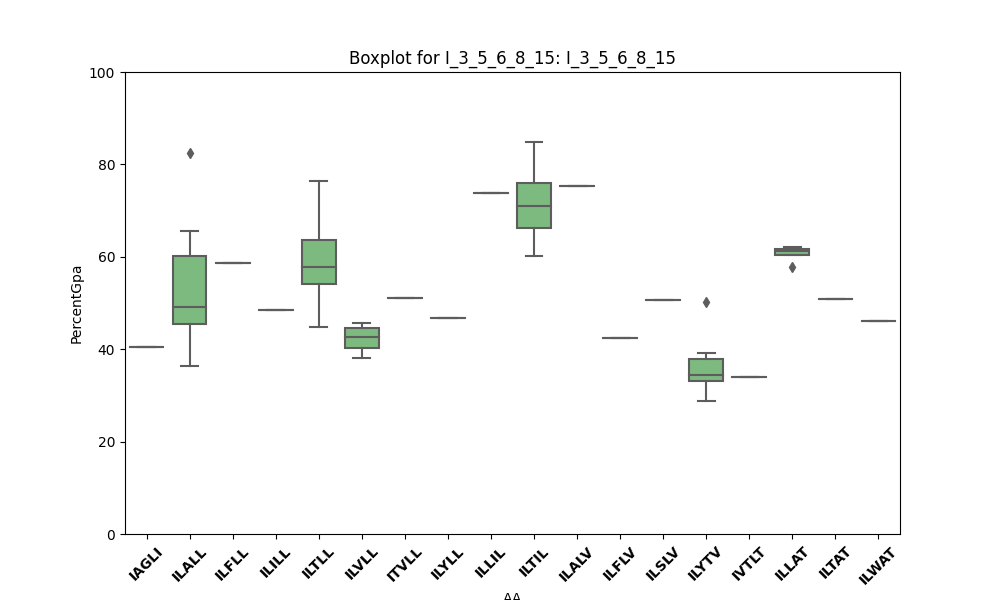 Boxplot for I_3_5_6_8_15: I_3_5_6_8_15
100
80
60
40
20
0
PercentGpa
IAGLI
ILALL
ILFLL
ILILL
ILTLL
ILVLL
ITVLL
ILYLL
ILLIL
ILTIL
ILALV
ILFLV
ILSLV
ILYTV
IVTLT
ILLAT
ILTAT
ILWAT
AA